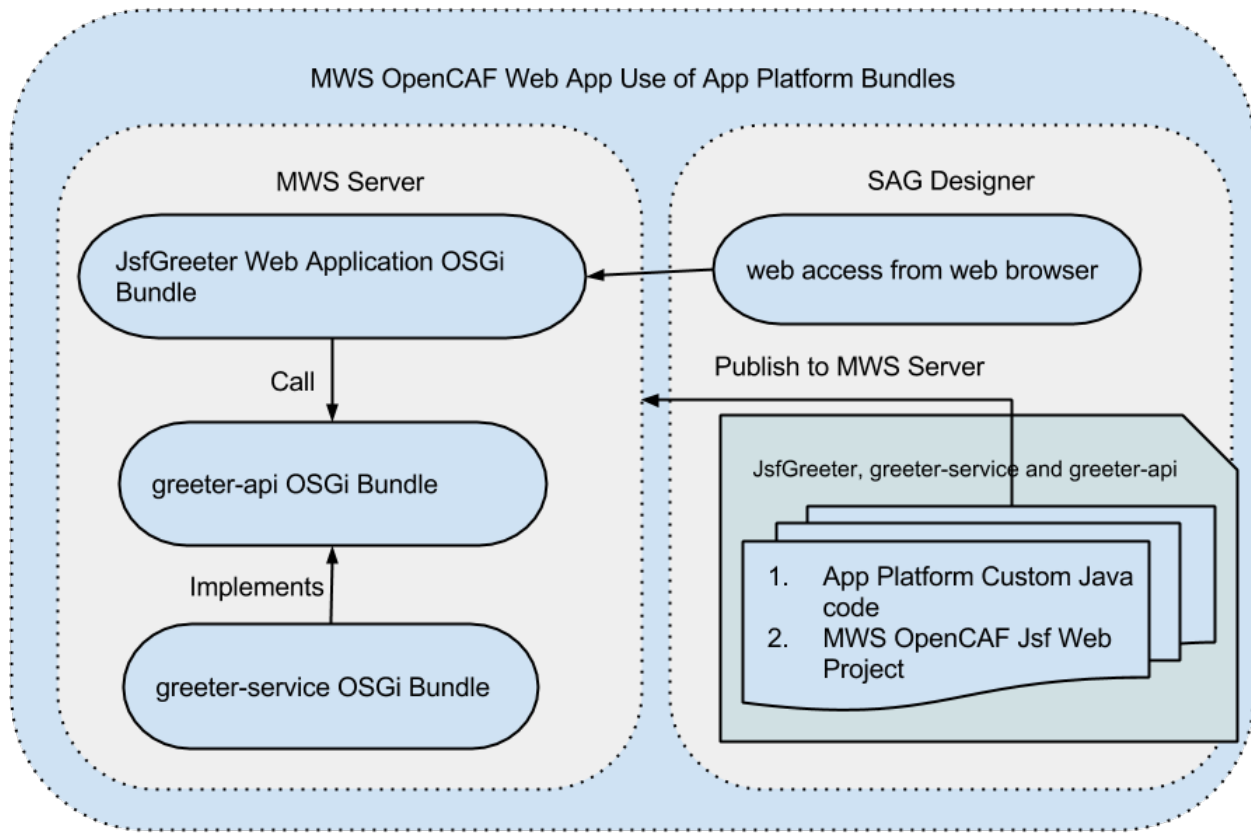 MWS OpenCAF Web App Use of App Platform Bundles
MWS Server
JsfGreeter Web Application OSGi
Bundle
Call
greeter-api OSGi Bundle
Implements
greeter-service OSGi Bundle
SAG Designer
web access from web browser
Publish to MWS Server
JsfGreeter, greeter-service and greeter-api
1. App Platform Custom Java
code
2. MWS OpenCAF Jsf Web
Project